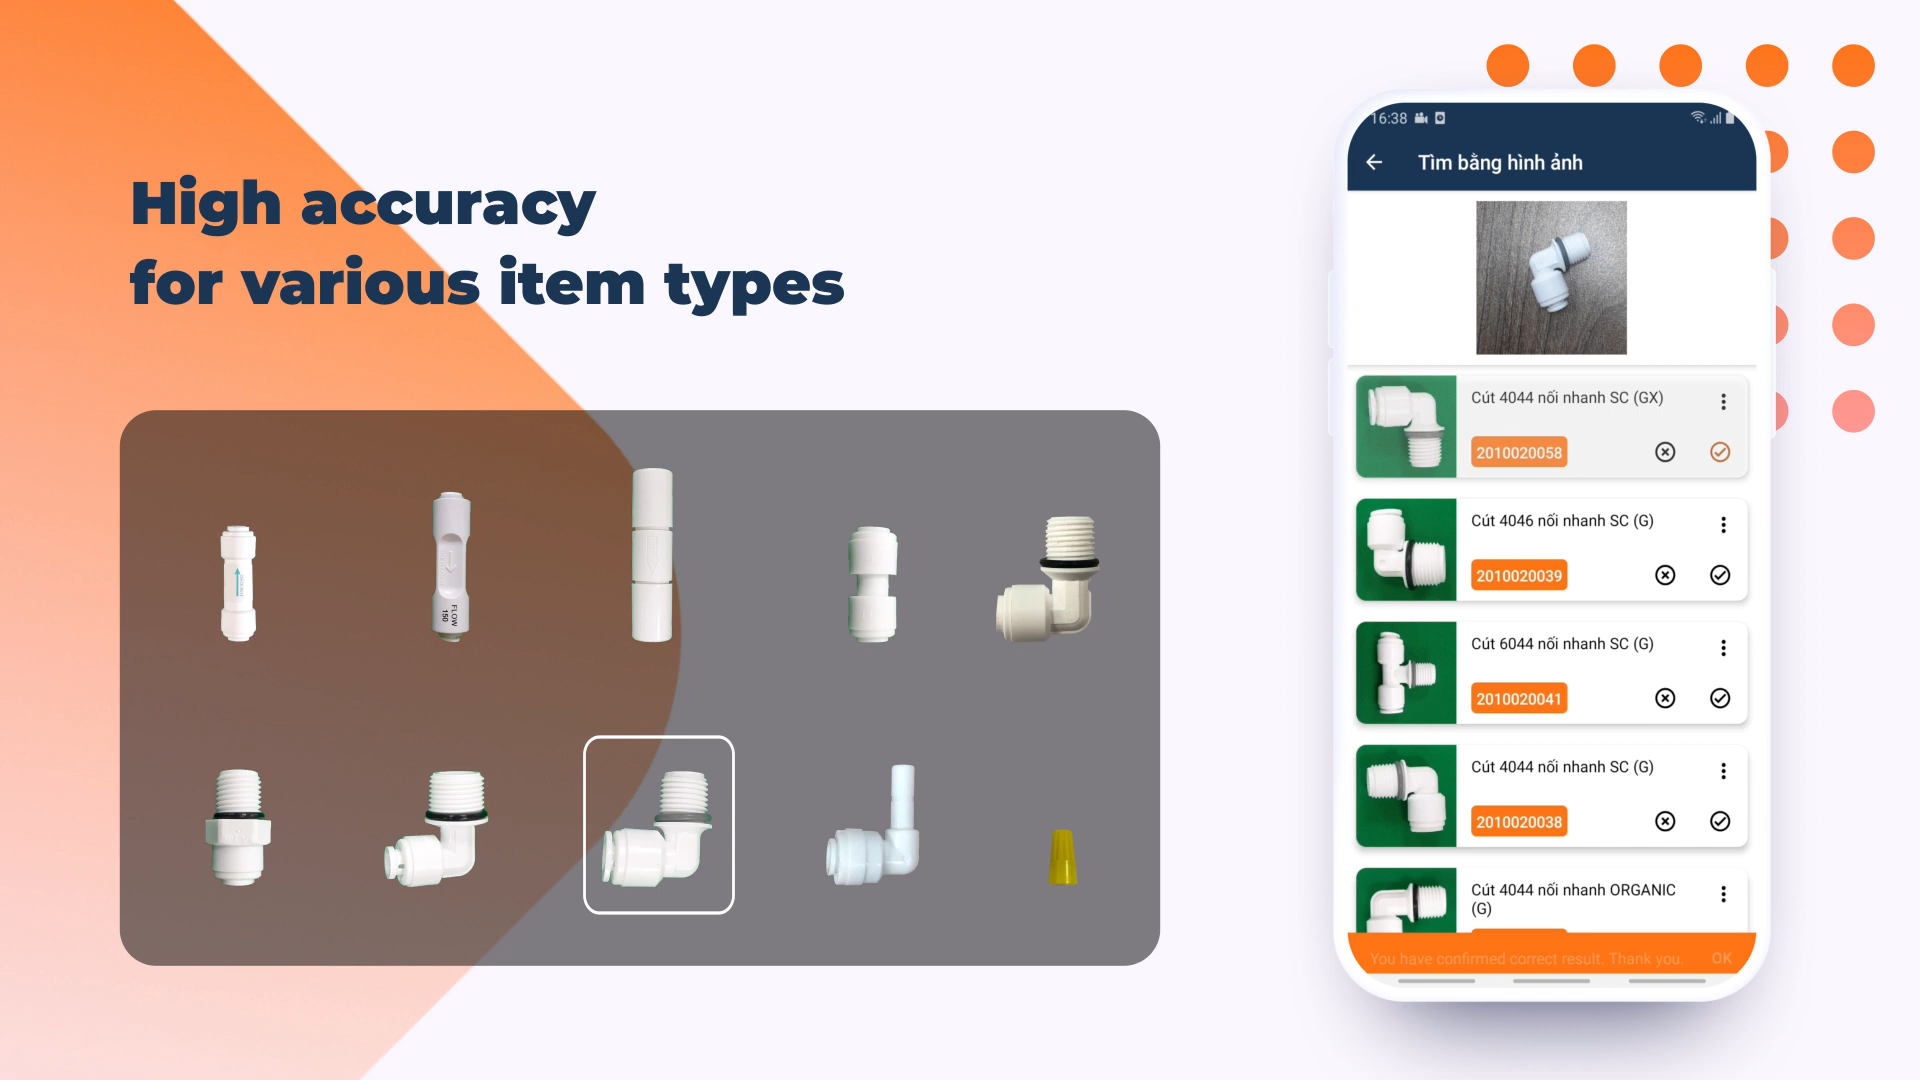 High accuracy
for various item types
FLOW
150
16:38
Tìm bằng hình ảnh
Cút 4044 nối nhanh SC (GX)
2010020058
Cút 4046 nối nhanh SC (G)
2010020039
Cút 6044 nối nhanh SC (G)
2010020041
Cút 4044 nối nhanh SC (G)
2010020038
Cút 4044 nối nhanh ORGANIC
(G)
You have confirmed correct result. Thank you. OK